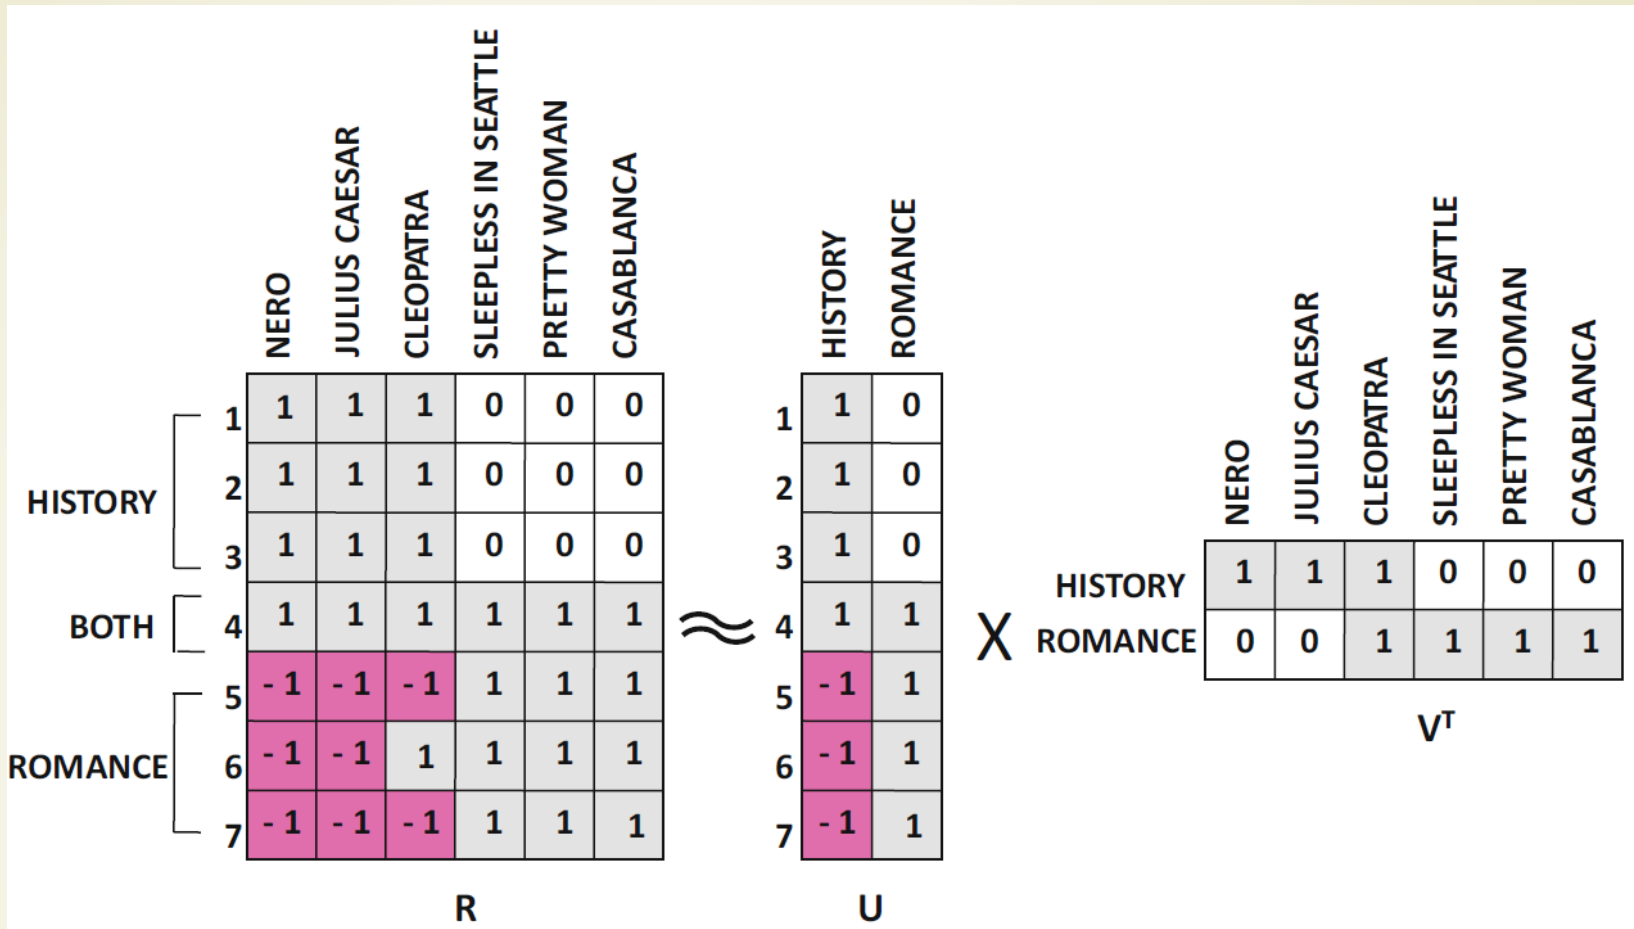 NERO JULIUS CAESAR CLEOPATRA SLEEPLESS IN SEATTLE PRETTY WOMAN CASABLANCA
HISTORY
BOTH
ROMANCE
1 1 1 1 0 0 0
2 1 1 1 0 0 0
3 1 1 1 0 0 0
4 1 1 1 1 1 1
5 - 1 - 1 - 1 1 1 1
6 - 1 - 1 1 1 1 1
7 - 1 - 1 - 1 1 1 1
R
≈
HISTORY ROMANCE
1 1 0
2 1 0
3 1 0
4 1 1
5 - 1 1
6 - 1 1
7 - 1 1
U
X
NERO JULIUS CAESAR CLEOPATRA SLEEPLESS IN SEATTLE PRETTY WOMAN CASABLANCA
HISTORY 1 1 1 0 0 0
ROMANCE 0 0 1 1 1 1
Vᵀ